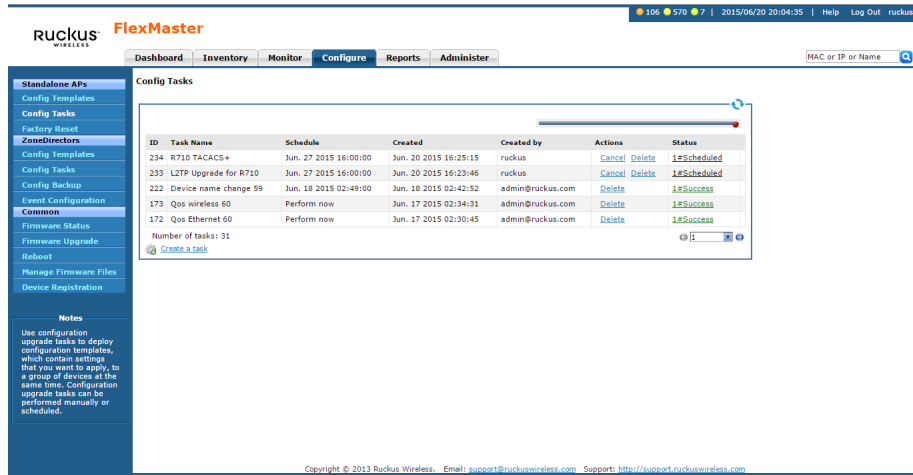 106 570 7 | 2015/06/20 20:04:35 | Help Log Out ruckus
RUCKUS WIRELESS
FlexMaster
Dashboard Inventory Monitor Configure Reports Administer
MAC or IP or Name
Standalone APs
Config Templates
Config Tasks
Factory Reset
ZoneDirectors
Config Templates
Config Tasks
Config Backup
Event Configuration
Common
Firmware Status
Firmware Upgrade
Reboot
Manage Firmware Files
Device Registration
Notes
Use configuration
upgrade tasks to deploy
configuration templates,
which contain settings
that you want to apply, to
a group of devices at the
same time. Configuration
upgrade tasks can be
performed manually or
scheduled.
Config Tasks
ID Task Name Schedule Created Created by Actions Status
234 R710 TACACS+ Jun. 27 2015 16:00:00 Jun. 20 2015 16:25:15 ruckus Cancel Delete 1#Scheduled
233 L2TP Upgrade for R710 Jun. 27 2015 16:00:00 Jun. 20 2015 16:23:46 ruckus Cancel Delete 1#Scheduled
222 Device name change 59 Jun. 18 2015 02:49:00 Jun. 18 2015 02:42:52 admin@ruckus.com Delete 1#Success
173 Qos wireless 60 Perform now Jun. 17 2015 02:34:31 admin@ruckus.com Delete 1#Success
172 Qos Ethernet 60 Perform now Jun. 17 2015 02:30:45 admin@ruckus.com Delete 1#Success
Number of tasks: 31 1
Create a task
Copyright © 2013 Ruckus Wireless. Email: support@ruckuswireless.com Support: http://support.ruckuswireless.com